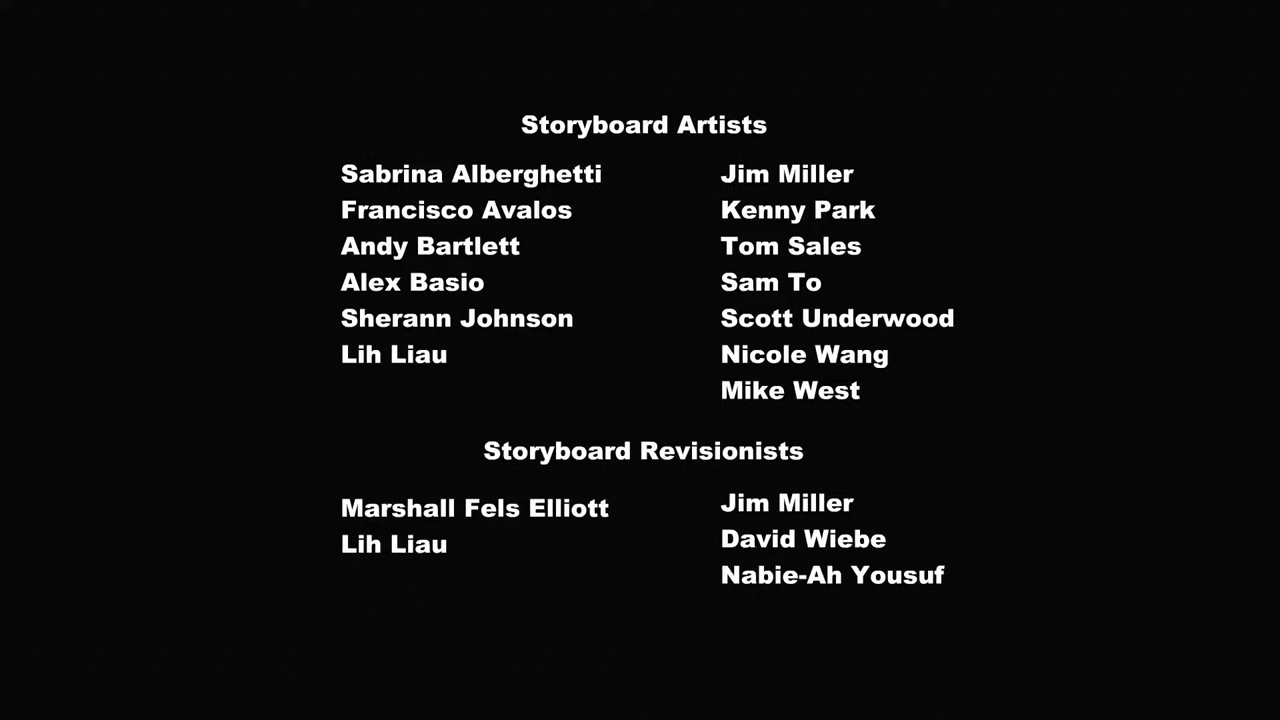 Storyboard Artists
Sabrina Alberghetti
Francisco Avalos
Andy Bartlett
Alex Basio
Sherann Johnson
Lih Liau
Jim Miller
Kenny Park
Tom Sales
Sam To
Scott Underwood
Nicole Wang
Mike West
Storyboard Revisionists
Marshall Fels Elliott
Lih Liau
Jim Miller
David Wiebe
Nabie-Ah Yousuf